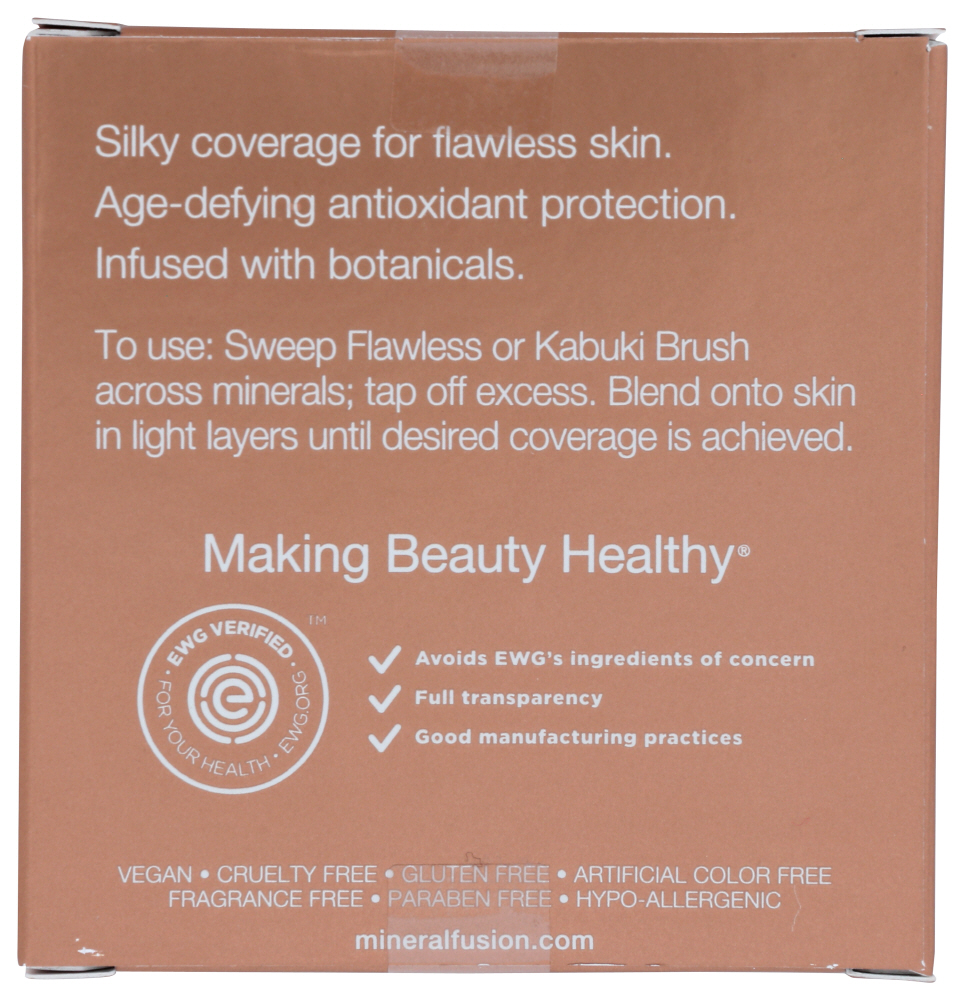 Silky coverage for flawless skin.
Age-defying antioxidant protection.
Infused with botanicals.
To use: Sweep Flawless or Kabuki Brush
across minerals; tap off excess. Blend onto skin
in light layers until desired coverage is achieved.
Making Beauty Healthy®
• EWG VERIFIED • ™
FOR YOUR HEALTH • EWG.ORG
Avoids EWG's ingredients of concern
Full transparency
Good manufacturing practices
VEGAN • CRUELTY FREE • GLUTEN FREE • ARTIFICIAL COLOR FREE
FRAGRANCE FREE • PARABEN FREE • HYPO-ALLERGENIC
mineralfusion.com